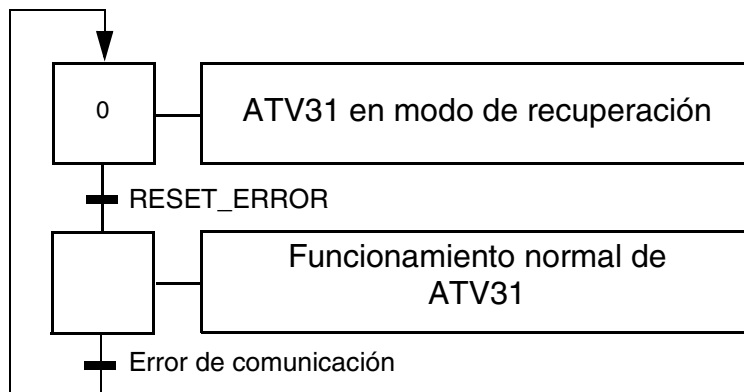 0
ATV31 en modo de recuperación
RESET_ERROR
Funcionamiento normal de
ATV31
Error de comunicación